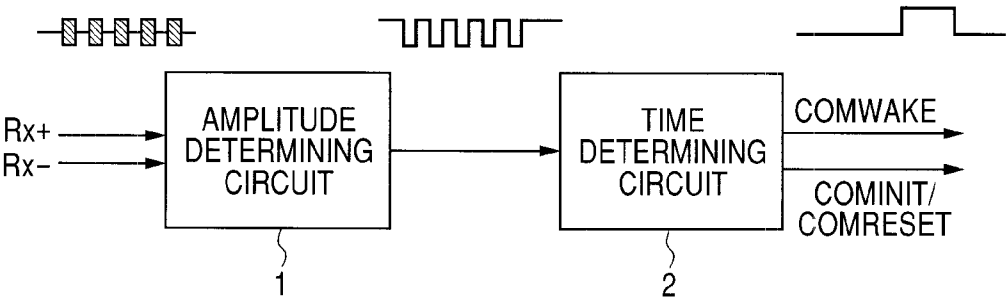 Rx+
Rx−
AMPLITUDE
DETERMINING
CIRCUIT
1
TIME
DETERMINING
CIRCUIT
2
COMWAKE
COMINIT/
COMRESET